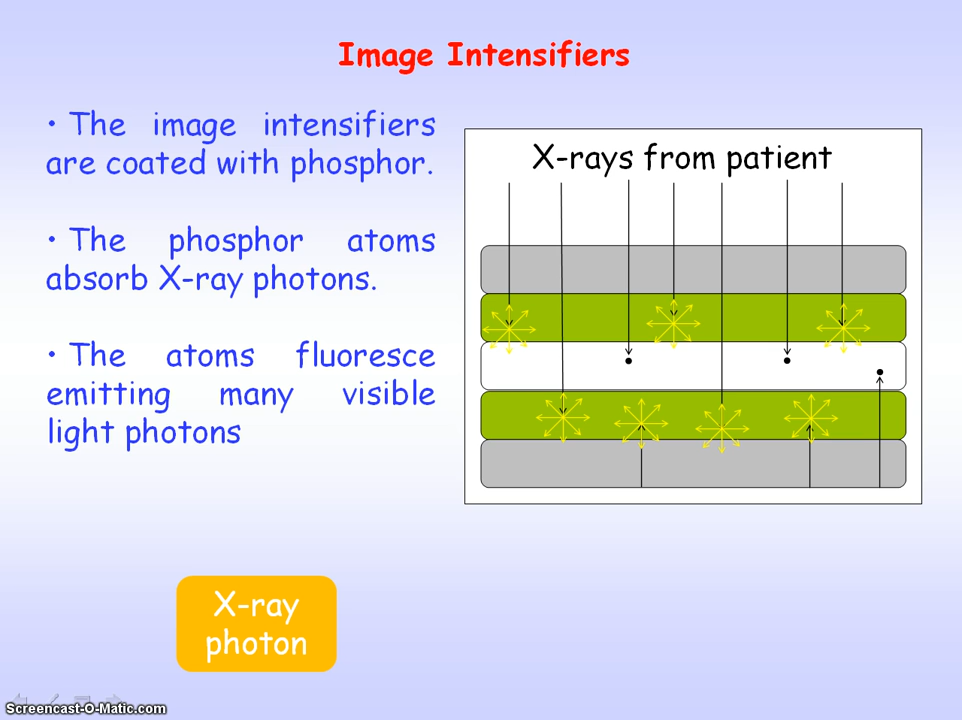 Image Intensifiers
• The image intensifiers
are coated with phosphor.
• The phosphor atoms
absorb X-ray photons.
• The atoms fluoresce
emitting many visible
light photons
X-rays from patient
X-ray
photon
Screencast-O-Matic.com